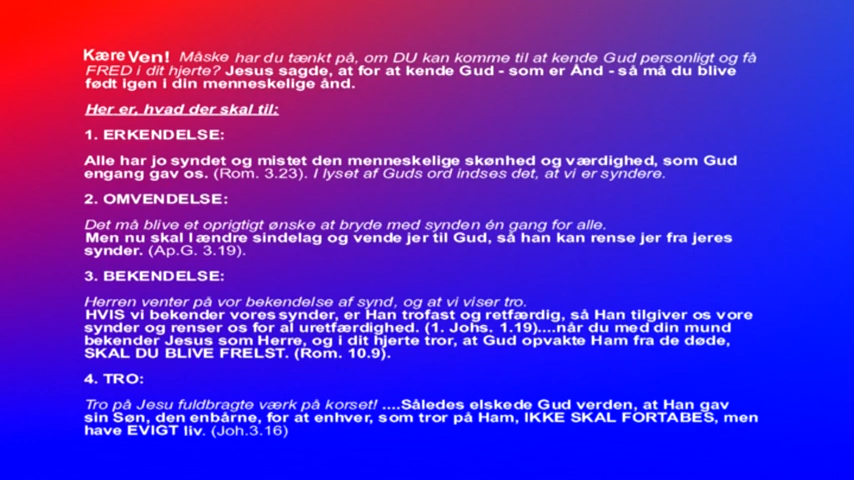 Kære Ven! Måske har du tænkt på, om DU kan komme til at kende Gud personligt og få
FRED i dit hjerte? Jesus sagde, at for at kende Gud - som er Ånd - så må du blive
født igen i din menneskelige ånd.
Her er, hvad der skal til:
1. ERKENDELSE:
Alle har jo syndet og mistet den menneskelige skønhed og værdighed, som Gud
engang gav os. (Rom. 3.23). I lyset af Guds ord indses det, at vi er syndere.
2. OMVENDELSE:
Det må blive et oprigtigt ønske at bryde med synden én gang for alle.
Men nu skal I ændre sindelag og vende jer til Gud, så han kan rense jer fra jeres
synder. (Ap.G. 3.19).
3. BEKENDELSE:
Herren venter på vor bekendelse af synd, og at vi viser tro.
HVIS vi bekender vores synder, er Han trofast og retfærdig, så Han tilgiver os vore
synder og renser os for al uretfærdighed. (1. Johs. 1.19)....når du med din mund
bekender Jesus som Herre, og i dit hjerte tror, at Gud opvakte Ham fra de døde,
SKAL DU BLIVE FRELST. (Rom. 10.9).
4. TRO:
Tro på Jesu fuldbragte værk på korset! ....Således elskede Gud verden, at Han gav
sin Søn, den enbårne, for at enhver, som tror på Ham, IKKE SKAL FORTABES, men
have EVIGT liv. (Joh.3.16)